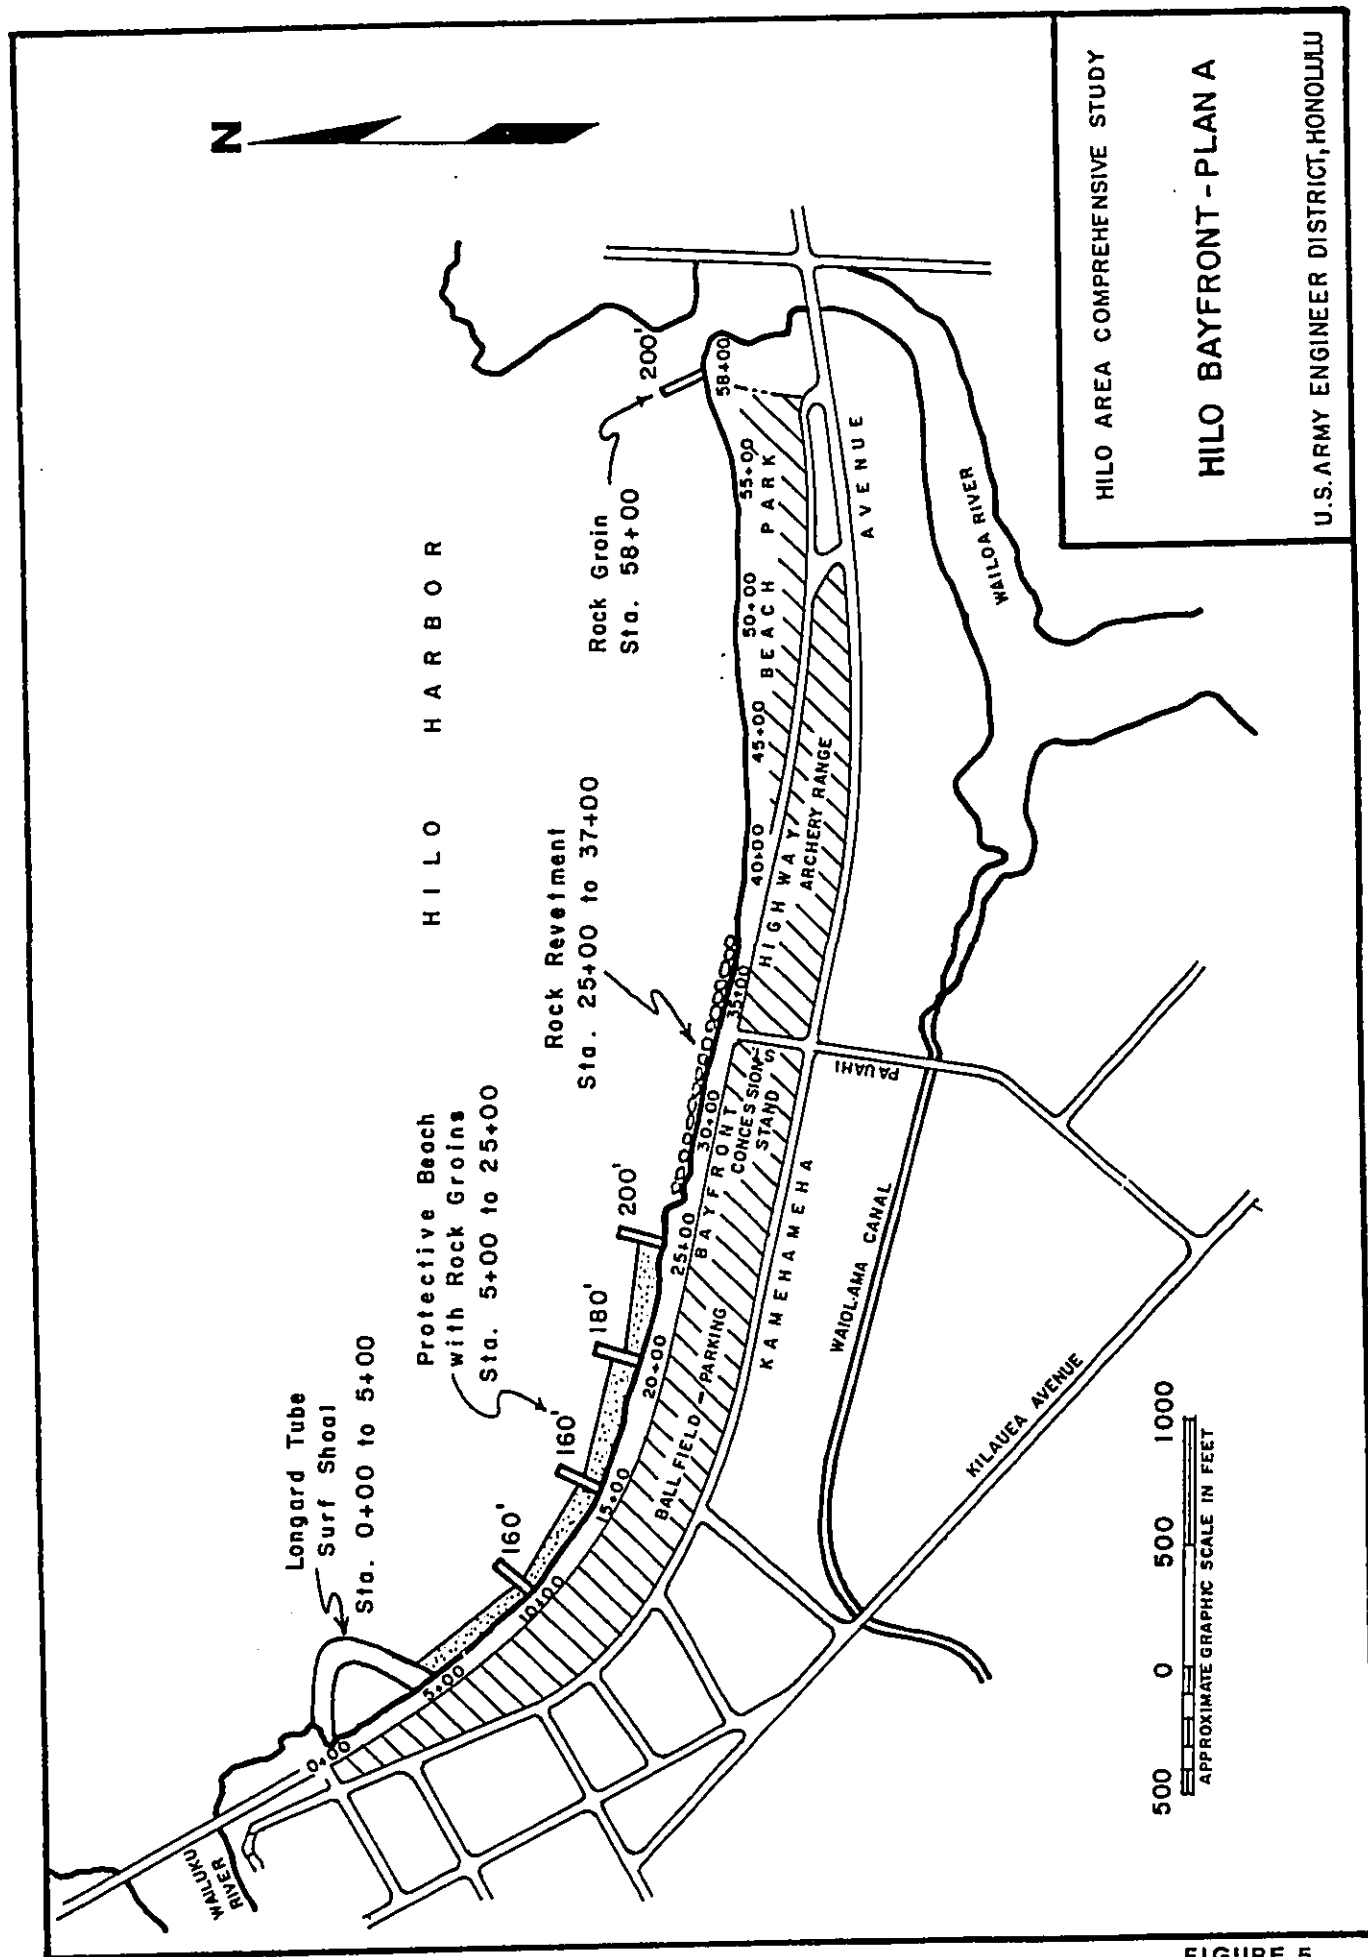 N
HILO HARBOR
Longard Tube
Surf Shoal
Sta. 0+00 to 5+00
Protective Beach
with Rock Groins
Sta. 5+00 to 25+00
Rock Revetment
Sta. 25+00 to 37+00
Rock Groin
Sta. 58+00
160'
160'
180'
200'
200'
0+00
5+00
10+00
15+00
20+00
25+00
30+00
35+00
40+00
45+00
50+00
55+00
58+00
WAILUKU
RIVER
BALL FIELD - PARKING
BAYFRONT HIGHWAY
CONCESSION
STAND
S
ARCHERY RANGE
BEACH PARK
KAMEHAMEHA AVENUE
PAUAHI
WAIOLAMA CANAL
WAILOA RIVER
KILAUEA AVENUE
500 0 500 1000
APPROXIMATE GRAPHIC SCALE IN FEET
HILO AREA COMPREHENSIVE STUDY
HILO BAYFRONT-PLAN A
U.S. ARMY ENGINEER DISTRICT, HONOLULU
FIGURE 5